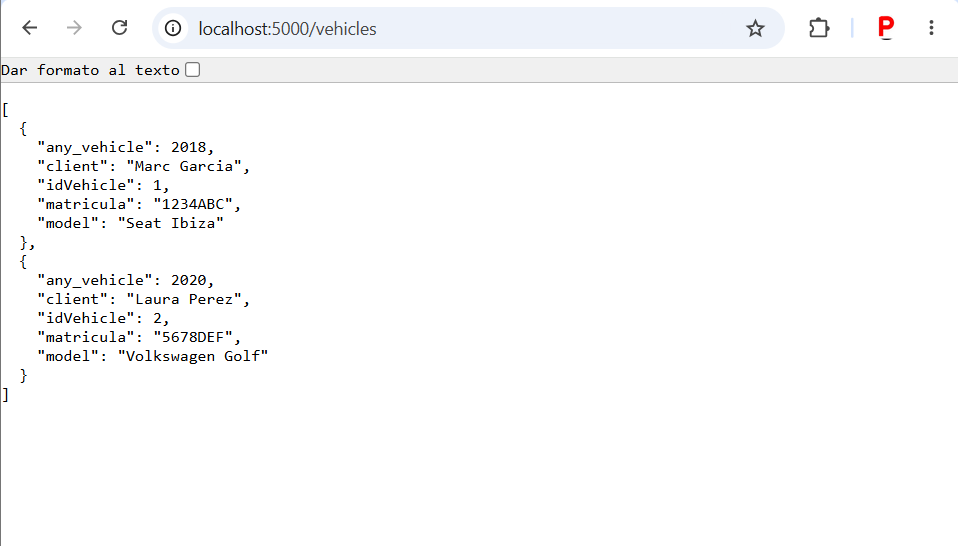 localhost:5000/vehicles
P
Dar formato al texto
[
  {
    "any_vehicle": 2018,
    "client": "Marc Garcia",
    "idVehicle": 1,
    "matricula": "1234ABC",
    "model": "Seat Ibiza"
  },
  {
    "any_vehicle": 2020,
    "client": "Laura Perez",
    "idVehicle": 2,
    "matricula": "5678DEF",
    "model": "Volkswagen Golf"
  }
]